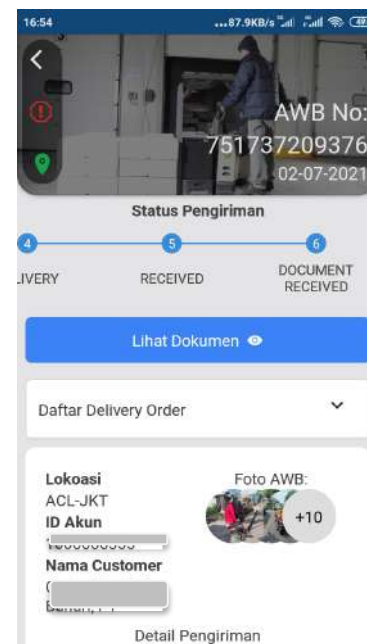 16:54
...87.9KB/s
AWB No:
751737209376
02-07-2021
Status Pengiriman
4 5 6
LIVERY RECEIVED DOCUMENT
RECEIVED
Lihat Dokumen
Daftar Delivery Order
Lokoasi Foto AWB:
ACL-JKT
ID Akun +10
Nama Customer
Detail Pengiriman